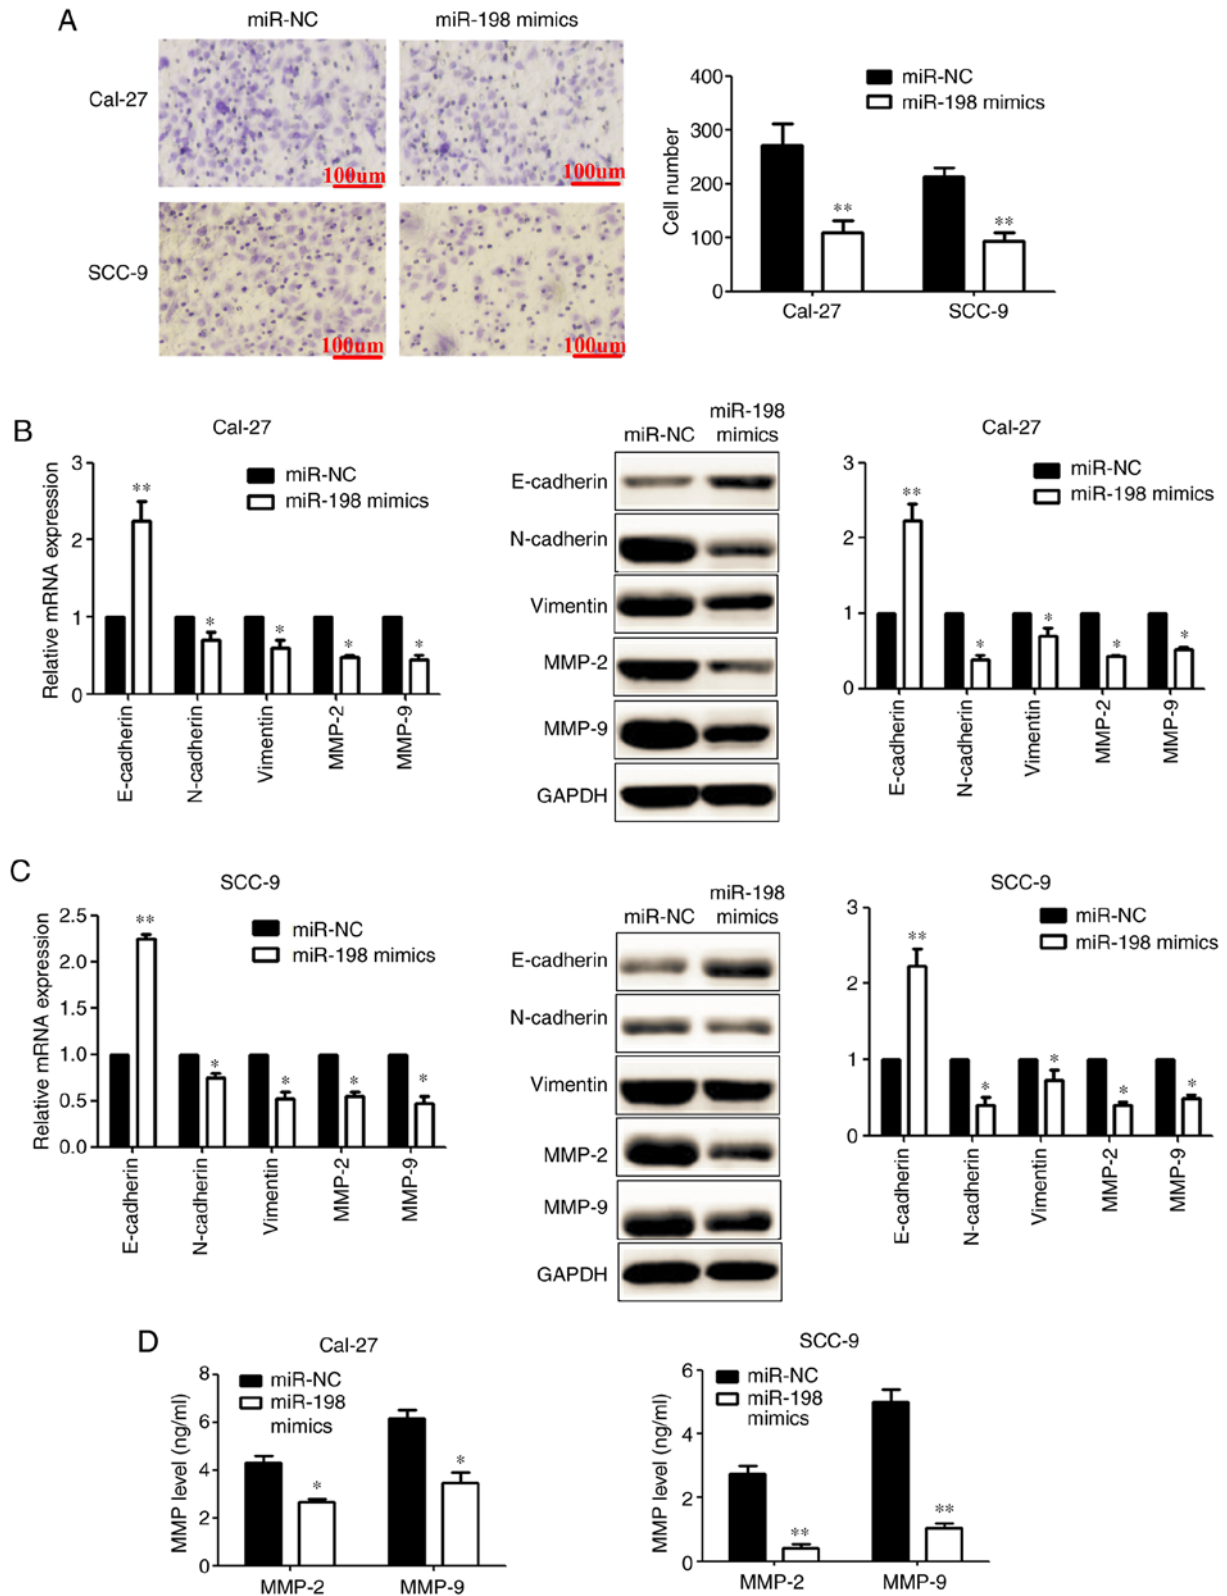 A
miR-NC
miR-198 mimics
Cal-27
100um
100um
SCC-9
100um
100um
400
300
200
100
0
Cell number
miR-NC
miR-198 mimics
**
**
Cal-27
SCC-9
B
Cal-27
3
2
1
0
Relative mRNA expression
miR-NC
miR-198 mimics
**
*
*
*
*
E-cadherin
N-cadherin
Vimentin
MMP-2
MMP-9
miR-NC
miR-198
mimics
E-cadherin
N-cadherin
Vimentin
MMP-2
MMP-9
GAPDH
Cal-27
3
2
1
0
miR-NC
miR-198 mimics
**
*
*
*
*
E-cadherin
N-cadherin
Vimentin
MMP-2
MMP-9
C
SCC-9
2.5
2.0
1.5
1.0
0.5
0.0
Relative mRNA expression
miR-NC
miR-198 mimics
**
*
*
*
*
E-cadherin
N-cadherin
Vimentin
MMP-2
MMP-9
miR-NC
miR-198
mimics
E-cadherin
N-cadherin
Vimentin
MMP-2
MMP-9
GAPDH
SCC-9
3
2
1
0
miR-NC
miR-198 mimics
**
*
*
*
*
E-cadherin
N-cadherin
Vimentin
MMP-2
MMP-9
D
Cal-27
8
6
4
2
0
MMP level (ng/ml)
miR-NC
miR-198
mimics
*
*
MMP-2
MMP-9
SCC-9
6
4
2
0
MMP level (ng/ml)
miR-NC
miR-198
mimics
**
**
MMP-2
MMP-9